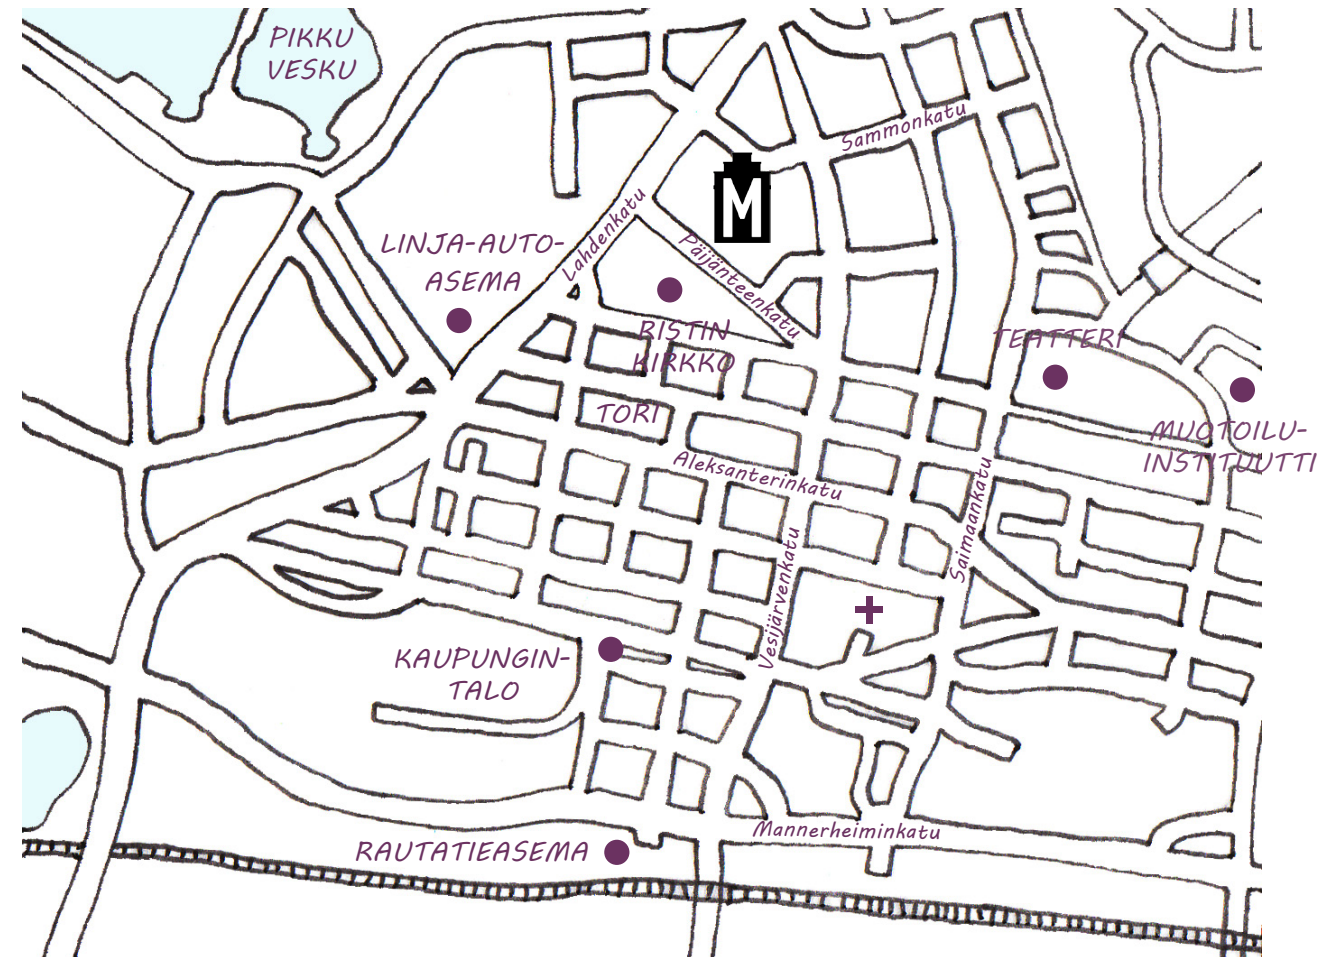 PIKKU
VESKU
Sammonkatu
M
Lahdenkatu
Päijänteenkatu
LINJA-AUTO-
ASEMA
RISTIN
KIRKKO
TEATTERI
TORI
MUOTOILU-
INSTITUUTTI
Aleksanterinkatu
Saimaankatu
Vesijärvenkatu
KAUPUNGIN-
TALO
Mannerheiminkatu
RAUTATIEASEMA